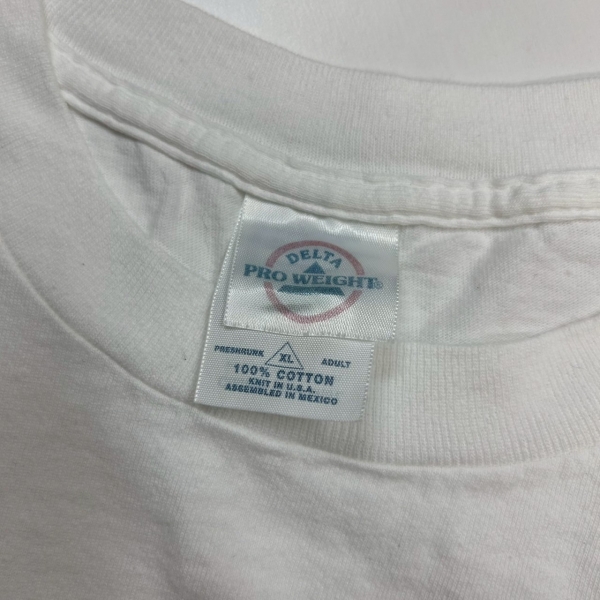 DELTA
PRO WEIGHT®
PRESHRUNK XL ADULT
100% COTTON
KNIT IN U.S.A.
ASSEMBLED IN MEXICO